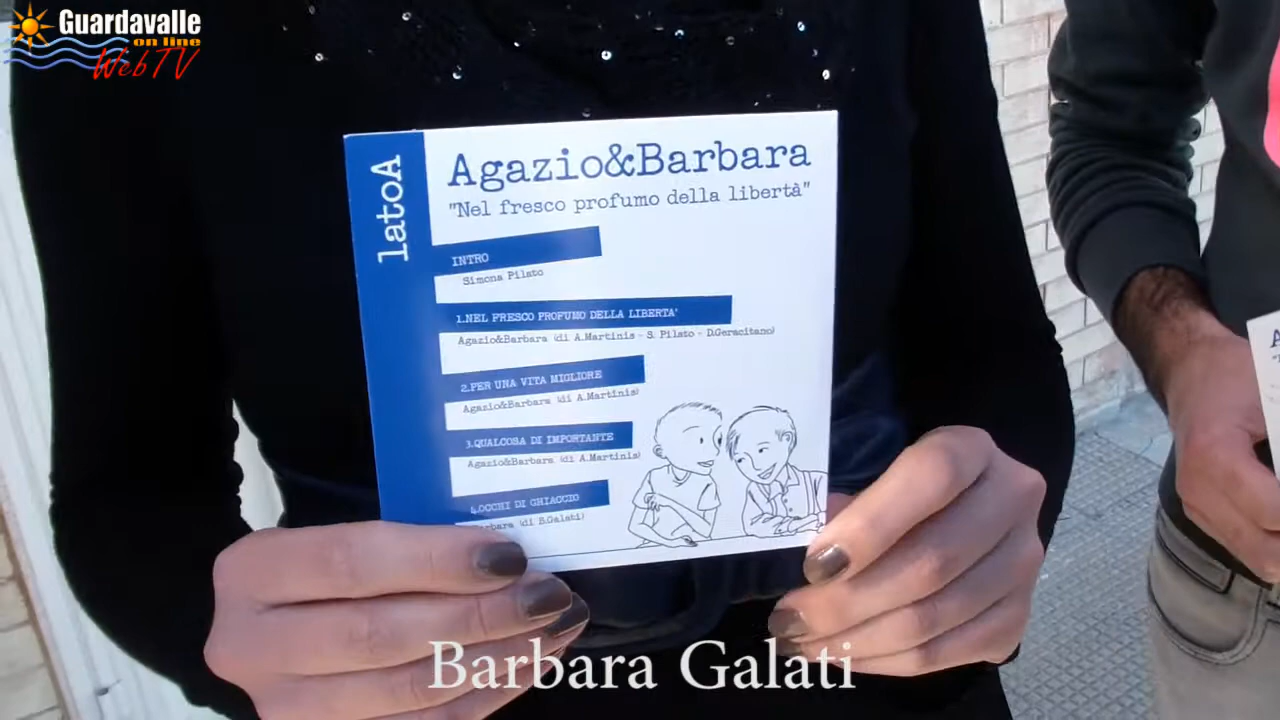 Guardavalle
on line
WebTV
latoA
Agazio&Barbara
"Nel fresco profumo della libertà"
INTRO
Simona Pilato
1.NEL FRESCO PROFUMO DELLA LIBERTA'
Agazio&Barbara (di A.Martinis - S. Pilato - D.Geracitano)
2.PER UNA VITA MIGLIORE
Agazio&Barbara (di A.Martinis)
3.QUALCOSA DI IMPORTANTE
Agazio&Barbara (di A.Martinis)
4.OCCHI DI GHIACCIO
Barbara (di B.Galati)
Barbara Galati